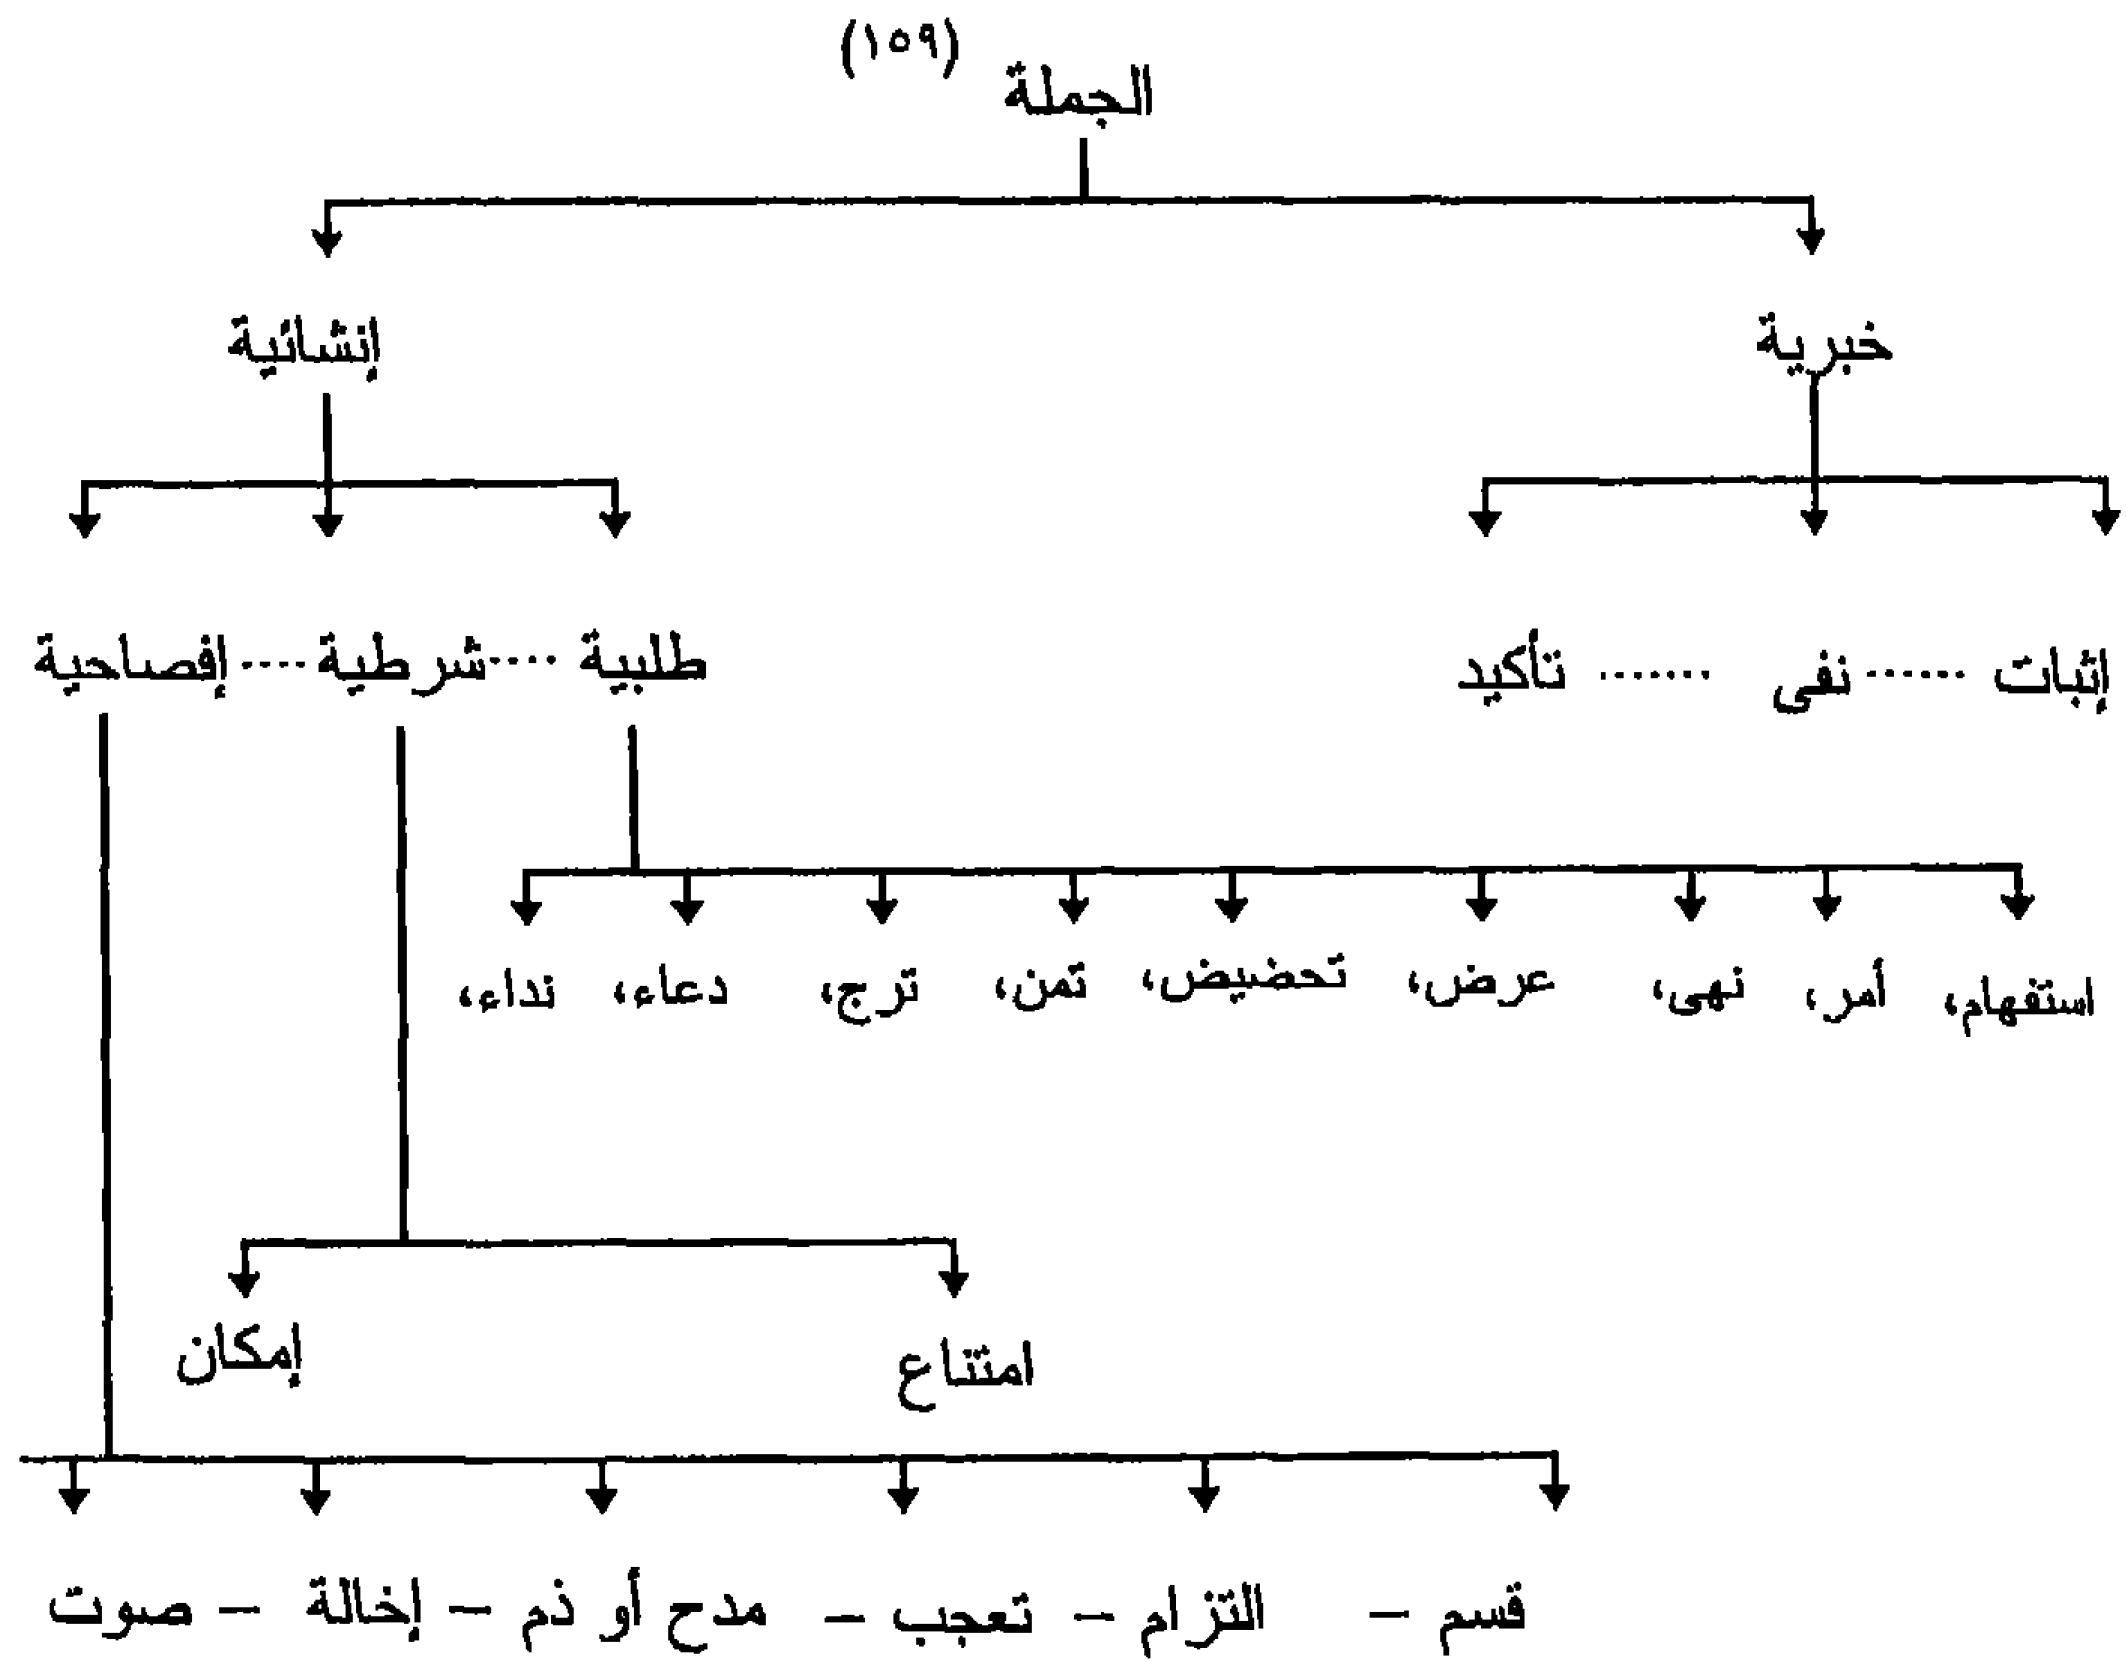 الجملة (١٥٩)
خبرية إنشائية
إثبات ...... نفى ....... تأكيد طلبية ....شرطية ....إفصاحية
استفهام، أمر، نهى، عرض، تحضيض، تمن، ترج، دعاء، نداء،
امتناع إمكان
قسم – التزام – تعجب – مدح أو ذم – إخالة – صوت